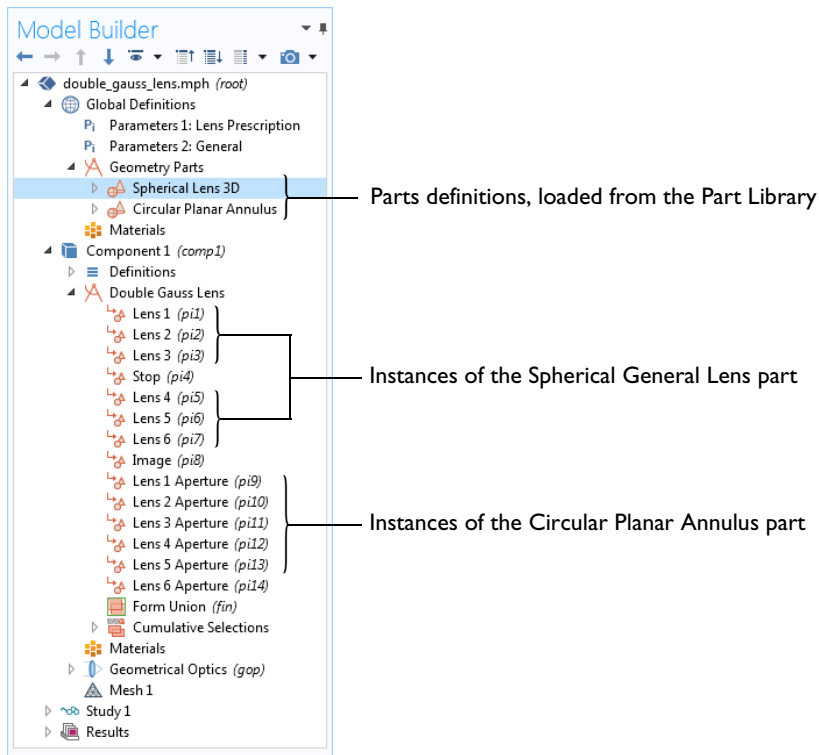 Model Builder
double_gauss_lens.mph (root)
Global Definitions
Pi Parameters 1: Lens Prescription
Pi Parameters 2: General
Geometry Parts
Spherical Lens 3D
Circular Planar Annulus
Parts definitions, loaded from the Part Library
Materials
Component 1 (comp1)
Definitions
Double Gauss Lens
Lens 1 (pi1)
Lens 2 (pi2)
Lens 3 (pi3)
Stop (pi4)
Instances of the Spherical General Lens part
Lens 4 (pi5)
Lens 5 (pi6)
Lens 6 (pi7)
Image (pi8)
Lens 1 Aperture (pi9)
Lens 2 Aperture (pi10)
Lens 3 Aperture (pi11)
Instances of the Circular Planar Annulus part
Lens 4 Aperture (pi12)
Lens 5 Aperture (pi13)
Lens 6 Aperture (pi14)
Form Union (fin)
Cumulative Selections
Materials
Geometrical Optics (gop)
Mesh 1
Study 1
Results